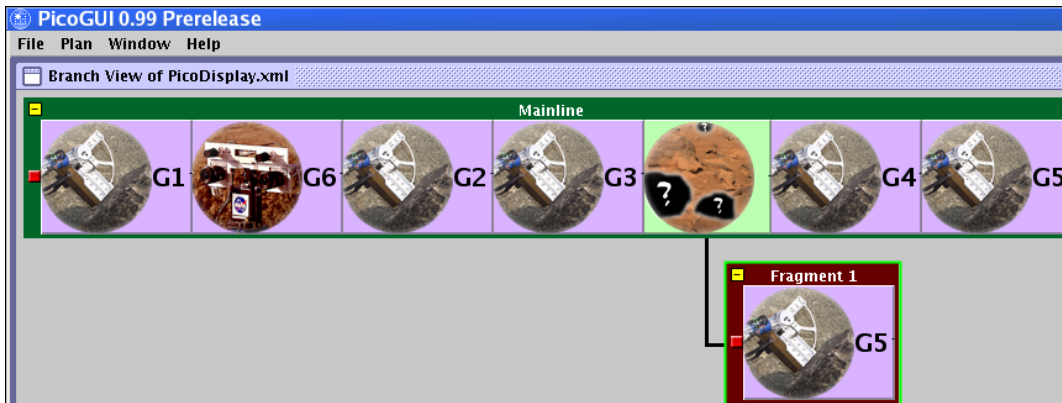 PicoGUI 0.99 Prerelease
File Plan Window Help
Branch View of PicoDisplay.xml
Mainline
G1 G6 G2 G3 ? ? ? G4 G5
Fragment 1
G5